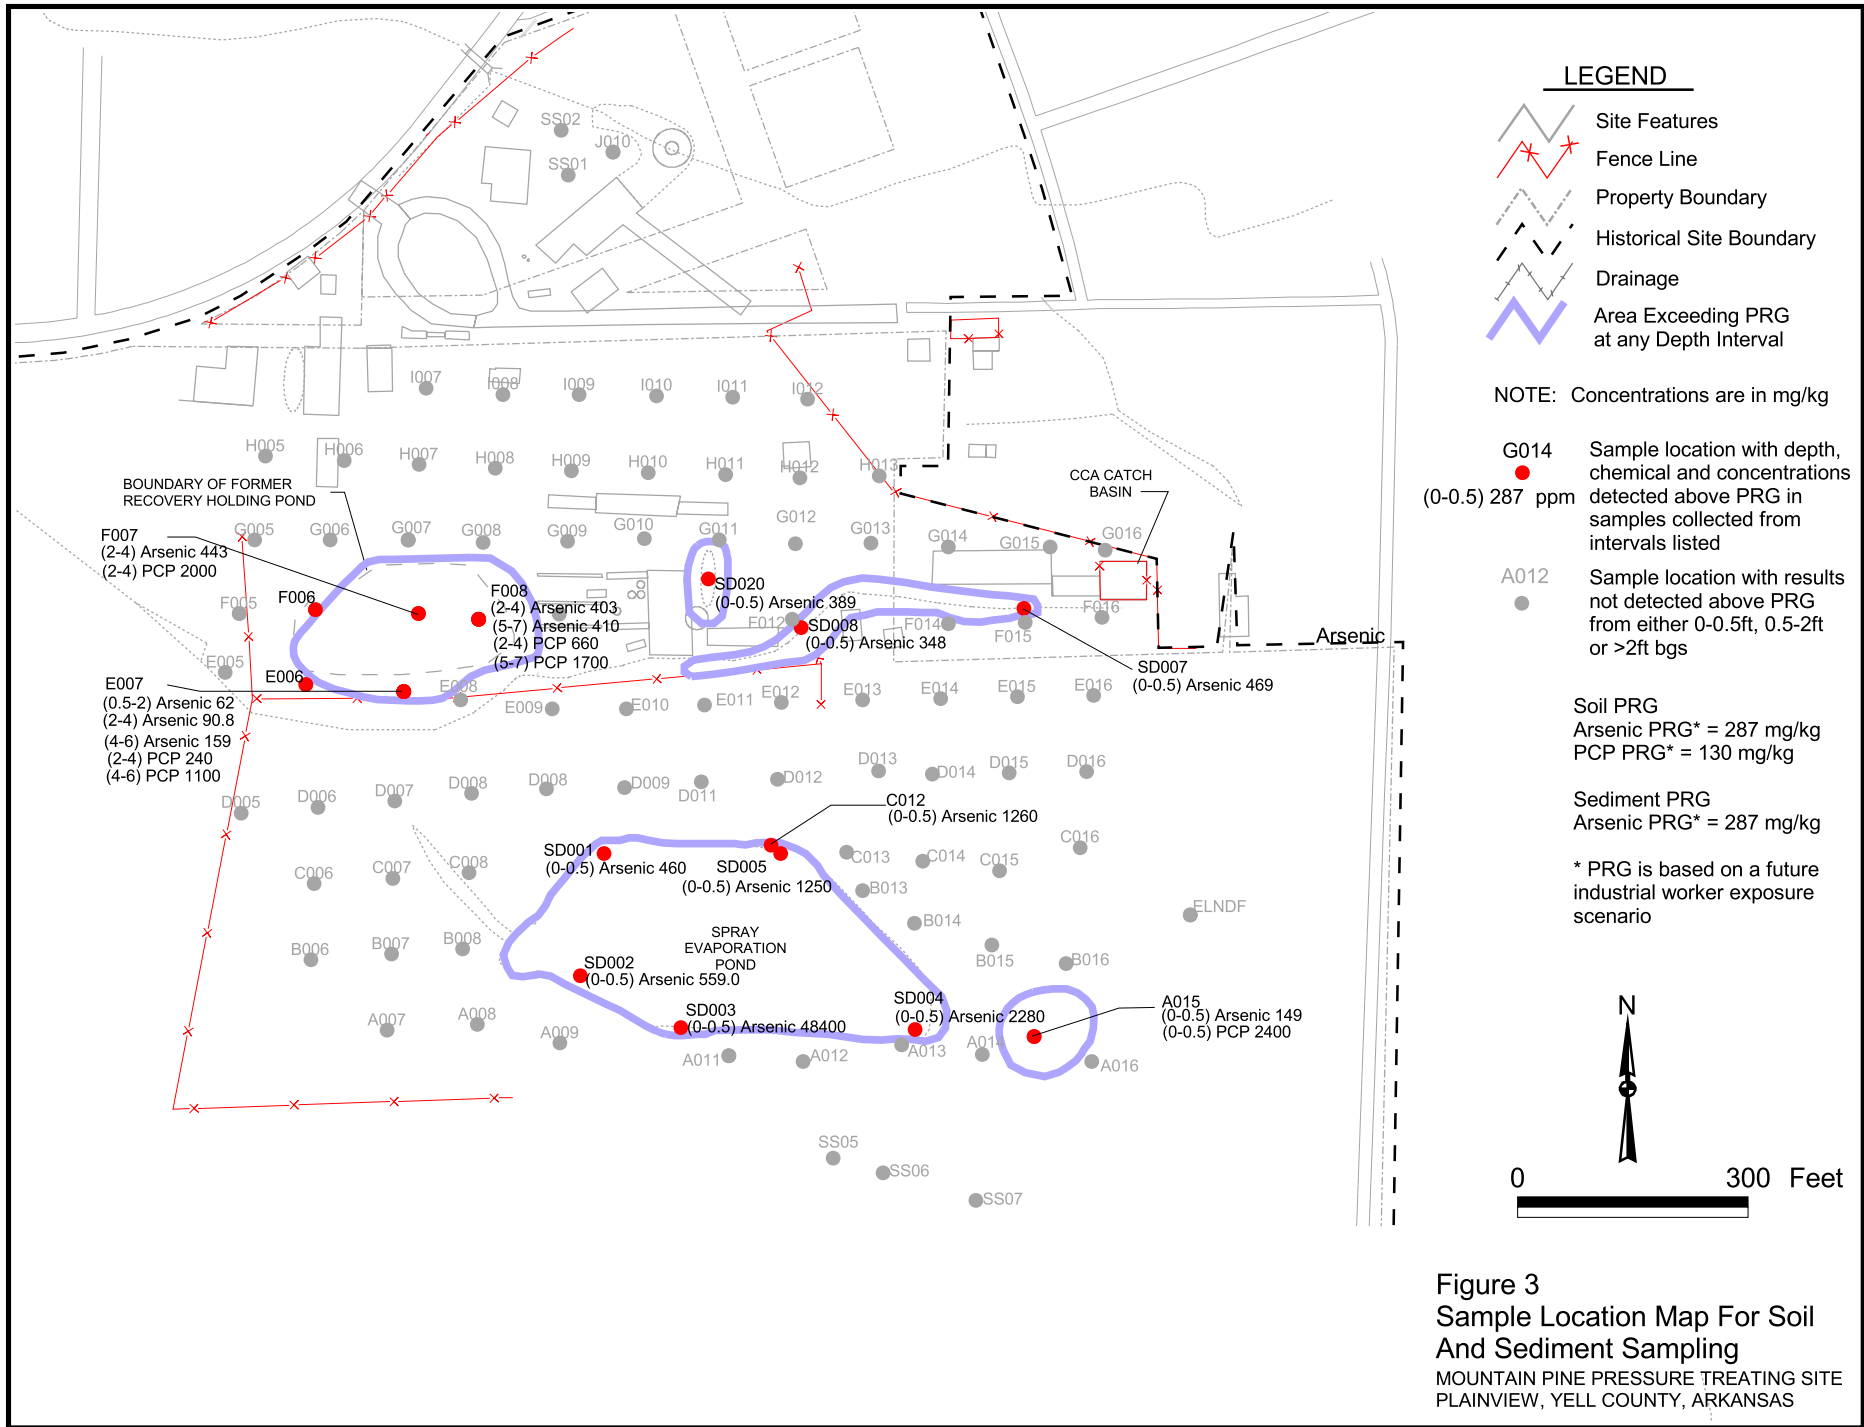 LEGEND
Site Features
Fence Line
Property Boundary
Historical Site Boundary
Drainage
Area Exceeding PRG
at any Depth Interval
NOTE: Concentrations are in mg/kg
G014
(0-0.5) 287 ppm
Sample location with depth,
chemical and concentrations
detected above PRG in
samples collected from
intervals listed
A012
Sample location with results
not detected above PRG
from either 0-0.5ft, 0.5-2ft
or >2ft bgs
Soil PRG
Arsenic PRG* = 287 mg/kg
PCP PRG* = 130 mg/kg
Sediment PRG
Arsenic PRG* = 287 mg/kg
* PRG is based on a future
industrial worker exposure
scenario
N
0 300 Feet
Figure 3
Sample Location Map For Soil
And Sediment Sampling
MOUNTAIN PINE PRESSURE TREATING SITE
PLAINVIEW, YELL COUNTY, ARKANSAS
SS02
J010
SS01
I007
I008
I009
I010
I011
I012
H005
H006
H007
H008
H009
H010
H011
H012
H013
BOUNDARY OF FORMER
RECOVERY HOLDING POND
CCA CATCH
BASIN
G005
G006
G007
G008
G009
G010
G011
G012
G013
G014
G015
G016
F007
(2-4) Arsenic 443
(2-4) PCP 2000
F005
F006
F008
(2-4) Arsenic 403
(5-7) Arsenic 410
(2-4) PCP 660
(5-7) PCP 1700
SD020
(0-0.5) Arsenic 389
F012
SD008
(0-0.5) Arsenic 348
F014
F015
F016
SD007
(0-0.5) Arsenic 469
Arsenic
E005
E006
E007
(0.5-2) Arsenic 62
(2-4) Arsenic 90.8
(4-6) Arsenic 159
(2-4) PCP 240
(4-6) PCP 1100
E008
E009
E010
E011
E012
E013
E014
E015
E016
D005
D006
D007
D008
D008
D009
D011
D012
D013
D014
D015
D016
C012
(0-0.5) Arsenic 1260
SD001
(0-0.5) Arsenic 460
SD005
(0-0.5) Arsenic 1250
C006
C007
C008
C013
C014
C015
C016
B013
B014
ELNDF
B006
B007
B008
SPRAY
EVAPORATION
POND
B015
B016
SD002
(0-0.5) Arsenic 559.0
SD003
(0-0.5) Arsenic 48400
SD004
(0-0.5) Arsenic 2280
A015
(0-0.5) Arsenic 149
(0-0.5) PCP 2400
A007
A008
A009
A011
A012
A013
A014
A016
SS05
SS06
SS07